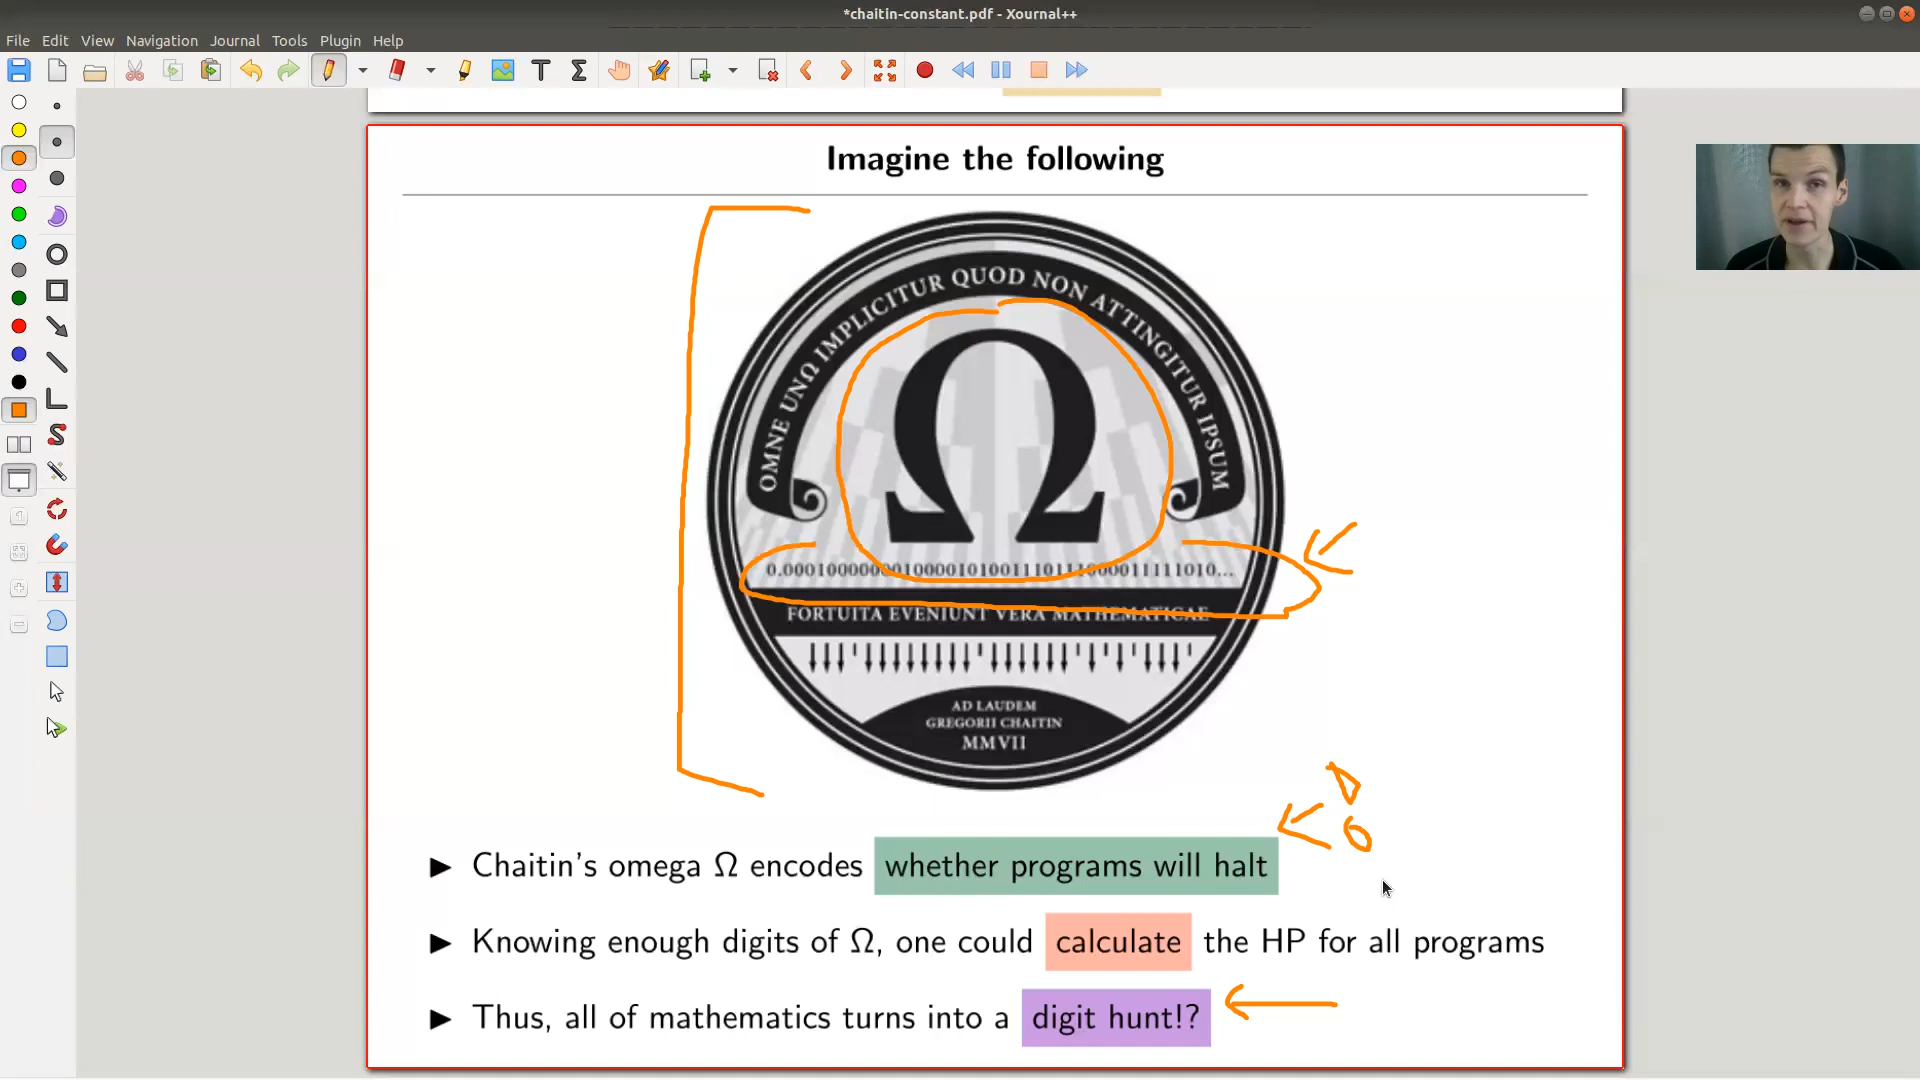 *chaitin-constant.pdf - Xournal++
File Edit View Navigation Journal Tools Plugin Help
Imagine the following
OMNE UNΩ IMPLICITUR QUOD NON ATTINGITUR IPSUM
Ω
FORTUITA EVENIUNT VERA MATHEMATICAE
AD LAUDEM
GREGORII CHAITIN
MMVII
▶ Chaitin's omega Ω encodes whether programs will halt
▶ Knowing enough digits of Ω, one could calculate the HP for all programs
▶ Thus, all of mathematics turns into a digit hunt!?